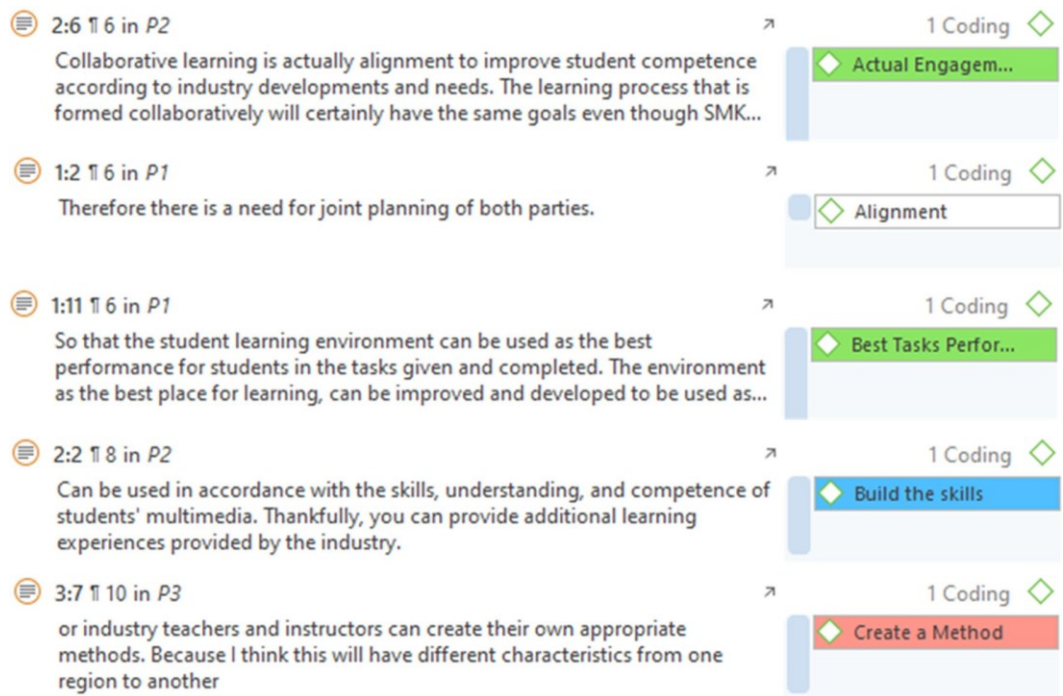 2:6 ¶ 6 in P2 ↗ 1 Coding
Collaborative learning is actually alignment to improve student competence
according to industry developments and needs. The learning process that is
formed collaboratively will certainly have the same goals even though SMK...
Actual Engagem...
1:2 ¶ 6 in P1 ↗ 1 Coding
Therefore there is a need for joint planning of both parties.
Alignment
1:11 ¶ 6 in P1 ↗ 1 Coding
So that the student learning environment can be used as the best
performance for students in the tasks given and completed. The environment
as the best place for learning, can be improved and developed to be used as...
Best Tasks Perfor...
2:2 ¶ 8 in P2 ↗ 1 Coding
Can be used in accordance with the skills, understanding, and competence of
students' multimedia. Thankfully, you can provide additional learning
experiences provided by the industry.
Build the skills
3:7 ¶ 10 in P3 ↗ 1 Coding
or industry teachers and instructors can create their own appropriate
methods. Because I think this will have different characteristics from one
region to another
Create a Method